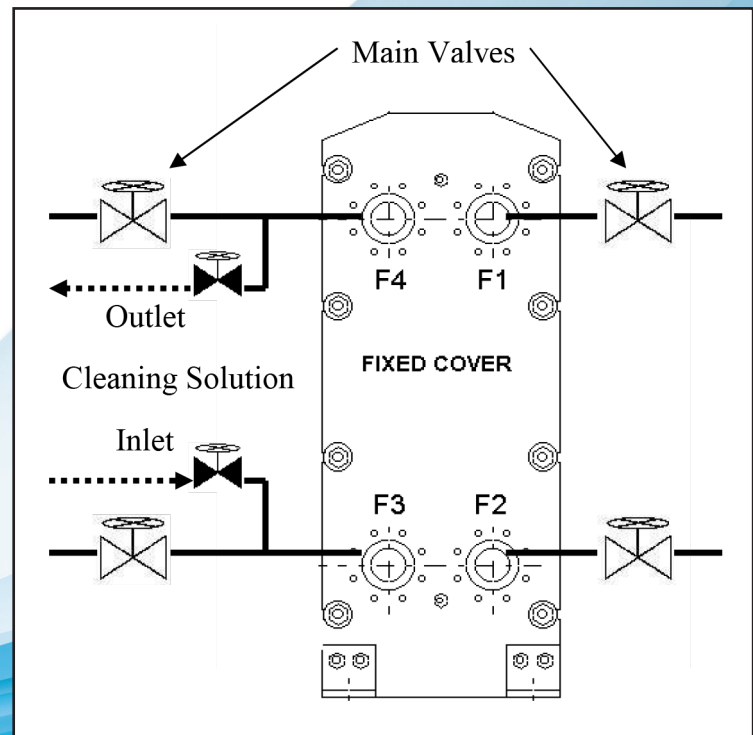 Main Valves
F4 F1
Outlet
FIXED COVER
Cleaning Solution
Inlet
F3 F2